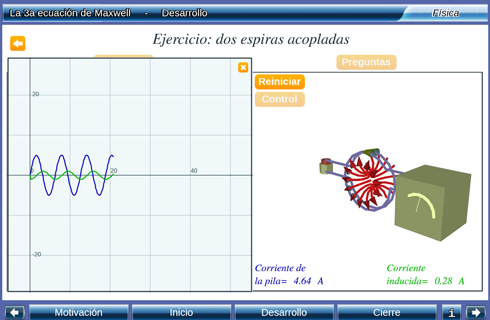 La 3a ecuación de Maxwell - Desarrollo
Física
Ejercicio: dos espiras acopladas
Preguntas
Reiniciar
Control
20
0
20
40
-20
Corriente de
la pila= 4.64 A
Corriente
inducida= 0.28 A
Motivación
Inicio
Desarrollo
Cierre
i